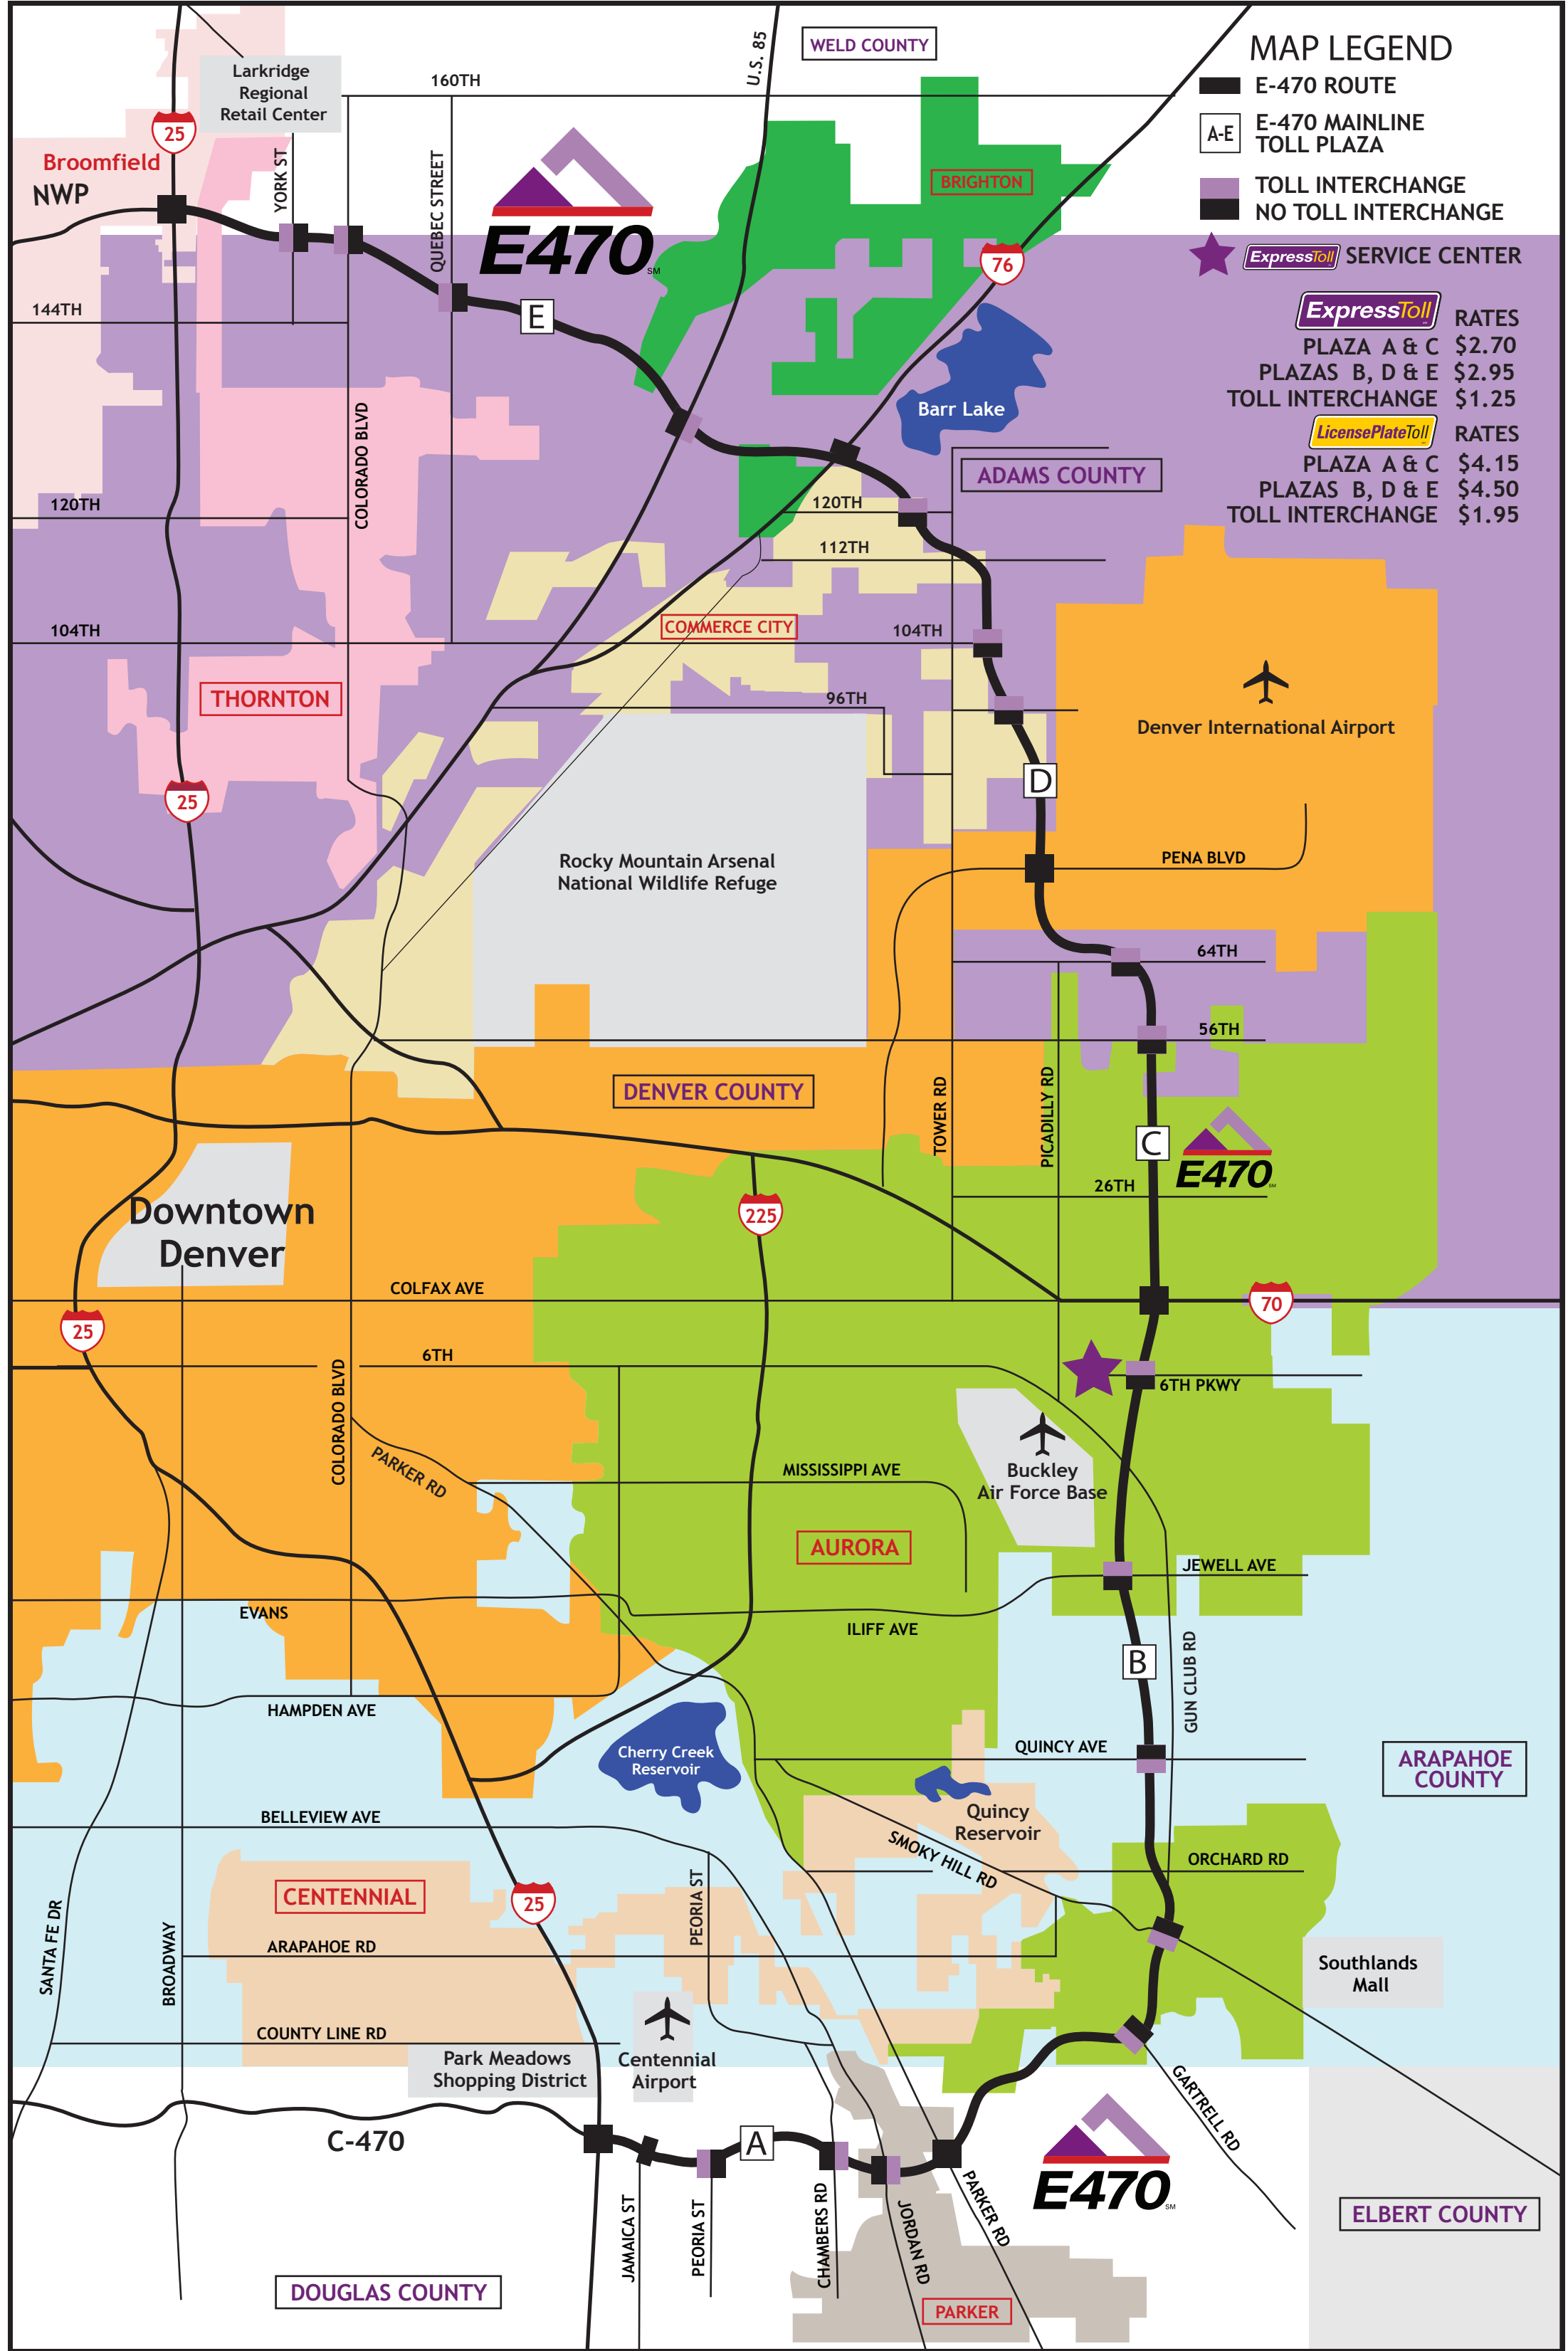 MAP LEGEND
E-470 ROUTE
A-E
E-470 MAINLINE
TOLL PLAZA
TOLL INTERCHANGE
NO TOLL INTERCHANGE
ExpressToll SERVICE CENTER
ExpressToll RATES
PLAZA A & C $2.70
PLAZAS B, D & E $2.95
TOLL INTERCHANGE $1.25
LicensePlateToll RATES
PLAZA A & C $4.15
PLAZAS B, D & E $4.50
TOLL INTERCHANGE $1.95
WELD COUNTY
U.S. 85
160TH
Larkridge
Regional
Retail Center
25
Broomfield
NWP
YORK ST
QUEBEC STREET
E470
SM
BRIGHTON
76
144TH
E
Barr Lake
COLORADO BLVD
ADAMS COUNTY
120TH
120TH
112TH
COMMERCE CITY
104TH
104TH
THORNTON
96TH
Denver International Airport
D
25
Rocky Mountain Arsenal
National Wildlife Refuge
PENA BLVD
64TH
56TH
DENVER COUNTY
TOWER RD
PICADILLY RD
C
E470
SM
26TH
Downtown
Denver
225
COLFAX AVE
70
25
6TH
6TH PKWY
COLORADO BLVD
PARKER RD
MISSISSIPPI AVE
Buckley
Air Force Base
AURORA
JEWELL AVE
EVANS
ILIFF AVE
B
GUN CLUB RD
HAMPDEN AVE
Cherry Creek
Reservoir
QUINCY AVE
ARAPAHOE
COUNTY
BELLEVIEW AVE
Quincy
Reservoir
SMOKY HILL RD
ORCHARD RD
CENTENNIAL
25
PEORIA ST
SANTA FE DR
BROADWAY
ARAPAHOE RD
Southlands
Mall
COUNTY LINE RD
Park Meadows
Shopping District
Centennial
Airport
GARTRELL RD
C-470
A
E470
SM
JAMAICA ST
PEORIA ST
CHAMBERS RD
JORDAN RD
PARKER RD
ELBERT COUNTY
DOUGLAS COUNTY
PARKER